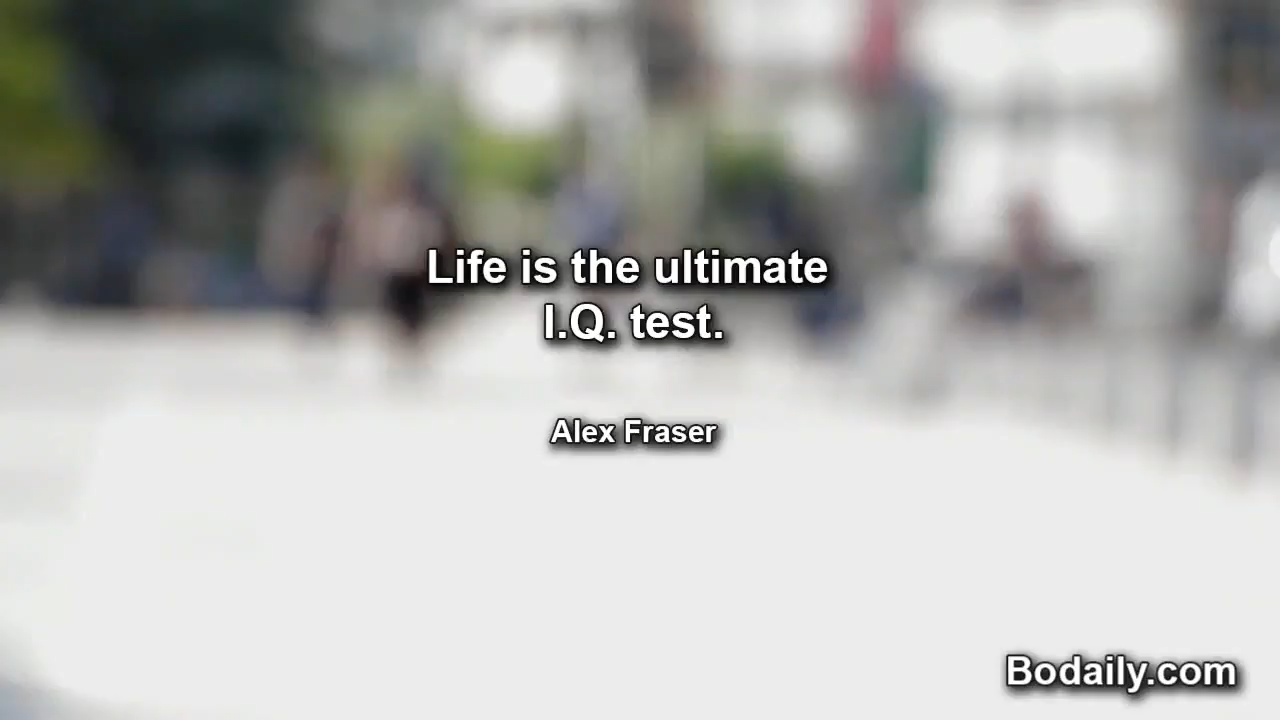 Life is the ultimate
I.Q. test.
Alex Fraser
Bodaily.com